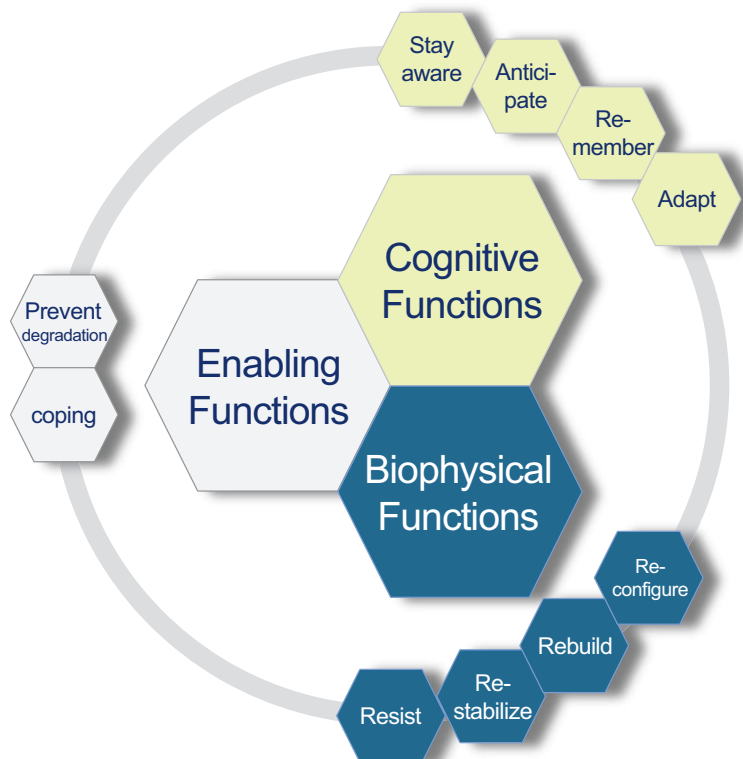 Stay
aware
Antici-
pate
Re-
member
Adapt
Cognitive
Functions
Prevent
degradation
coping
Enabling
Functions
Biophysical
Functions
Re-
configure
Rebuild
Re-
stabilize
Resist